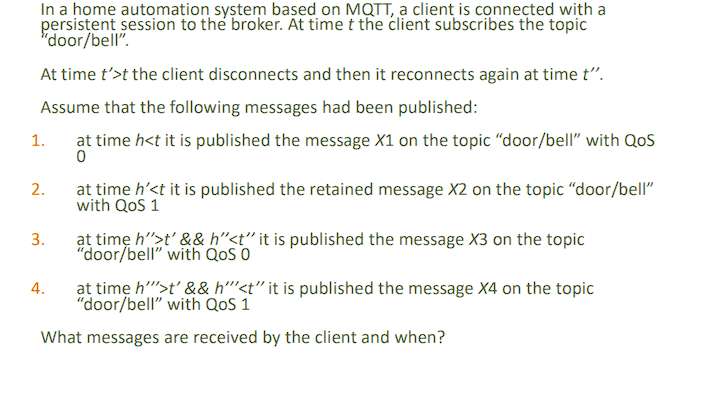 In a home automation system based on MQTT, a client is connected with a
persistent session to the broker. At time t the client subscribes the topic
“door/bell”.
At time t’>t the client disconnects and then it reconnects again at time t’’.
Assume that the following messages had been published:
1. at time h<t it is published the message X1 on the topic “door/bell” with QoS
0
2. at time h’<t it is published the retained message X2 on the topic “door/bell”
with QoS 1
3. at time h’’>t’ && h’’<t’’ it is published the message X3 on the topic
“door/bell” with QoS 0
4. at time h’’’>t’ && h’’’<t’’ it is published the message X4 on the topic
“door/bell” with QoS 1
What messages are received by the client and when?